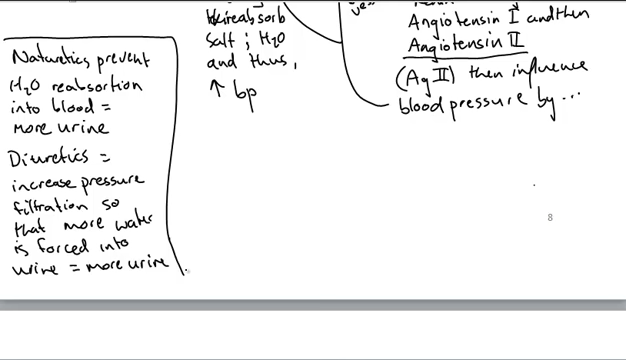 Naturetics prevent
H2O reabsortion
into blood =
more urine
Diuretics =
increase pressure
filtration so
that more water
is forced into
urine = more urine
reabsorb
salt ; H2O
and thus,
↑ bp
Angiotensin I and then
Angiotensin II
(Ag II) then influence
blood pressure by ...
8